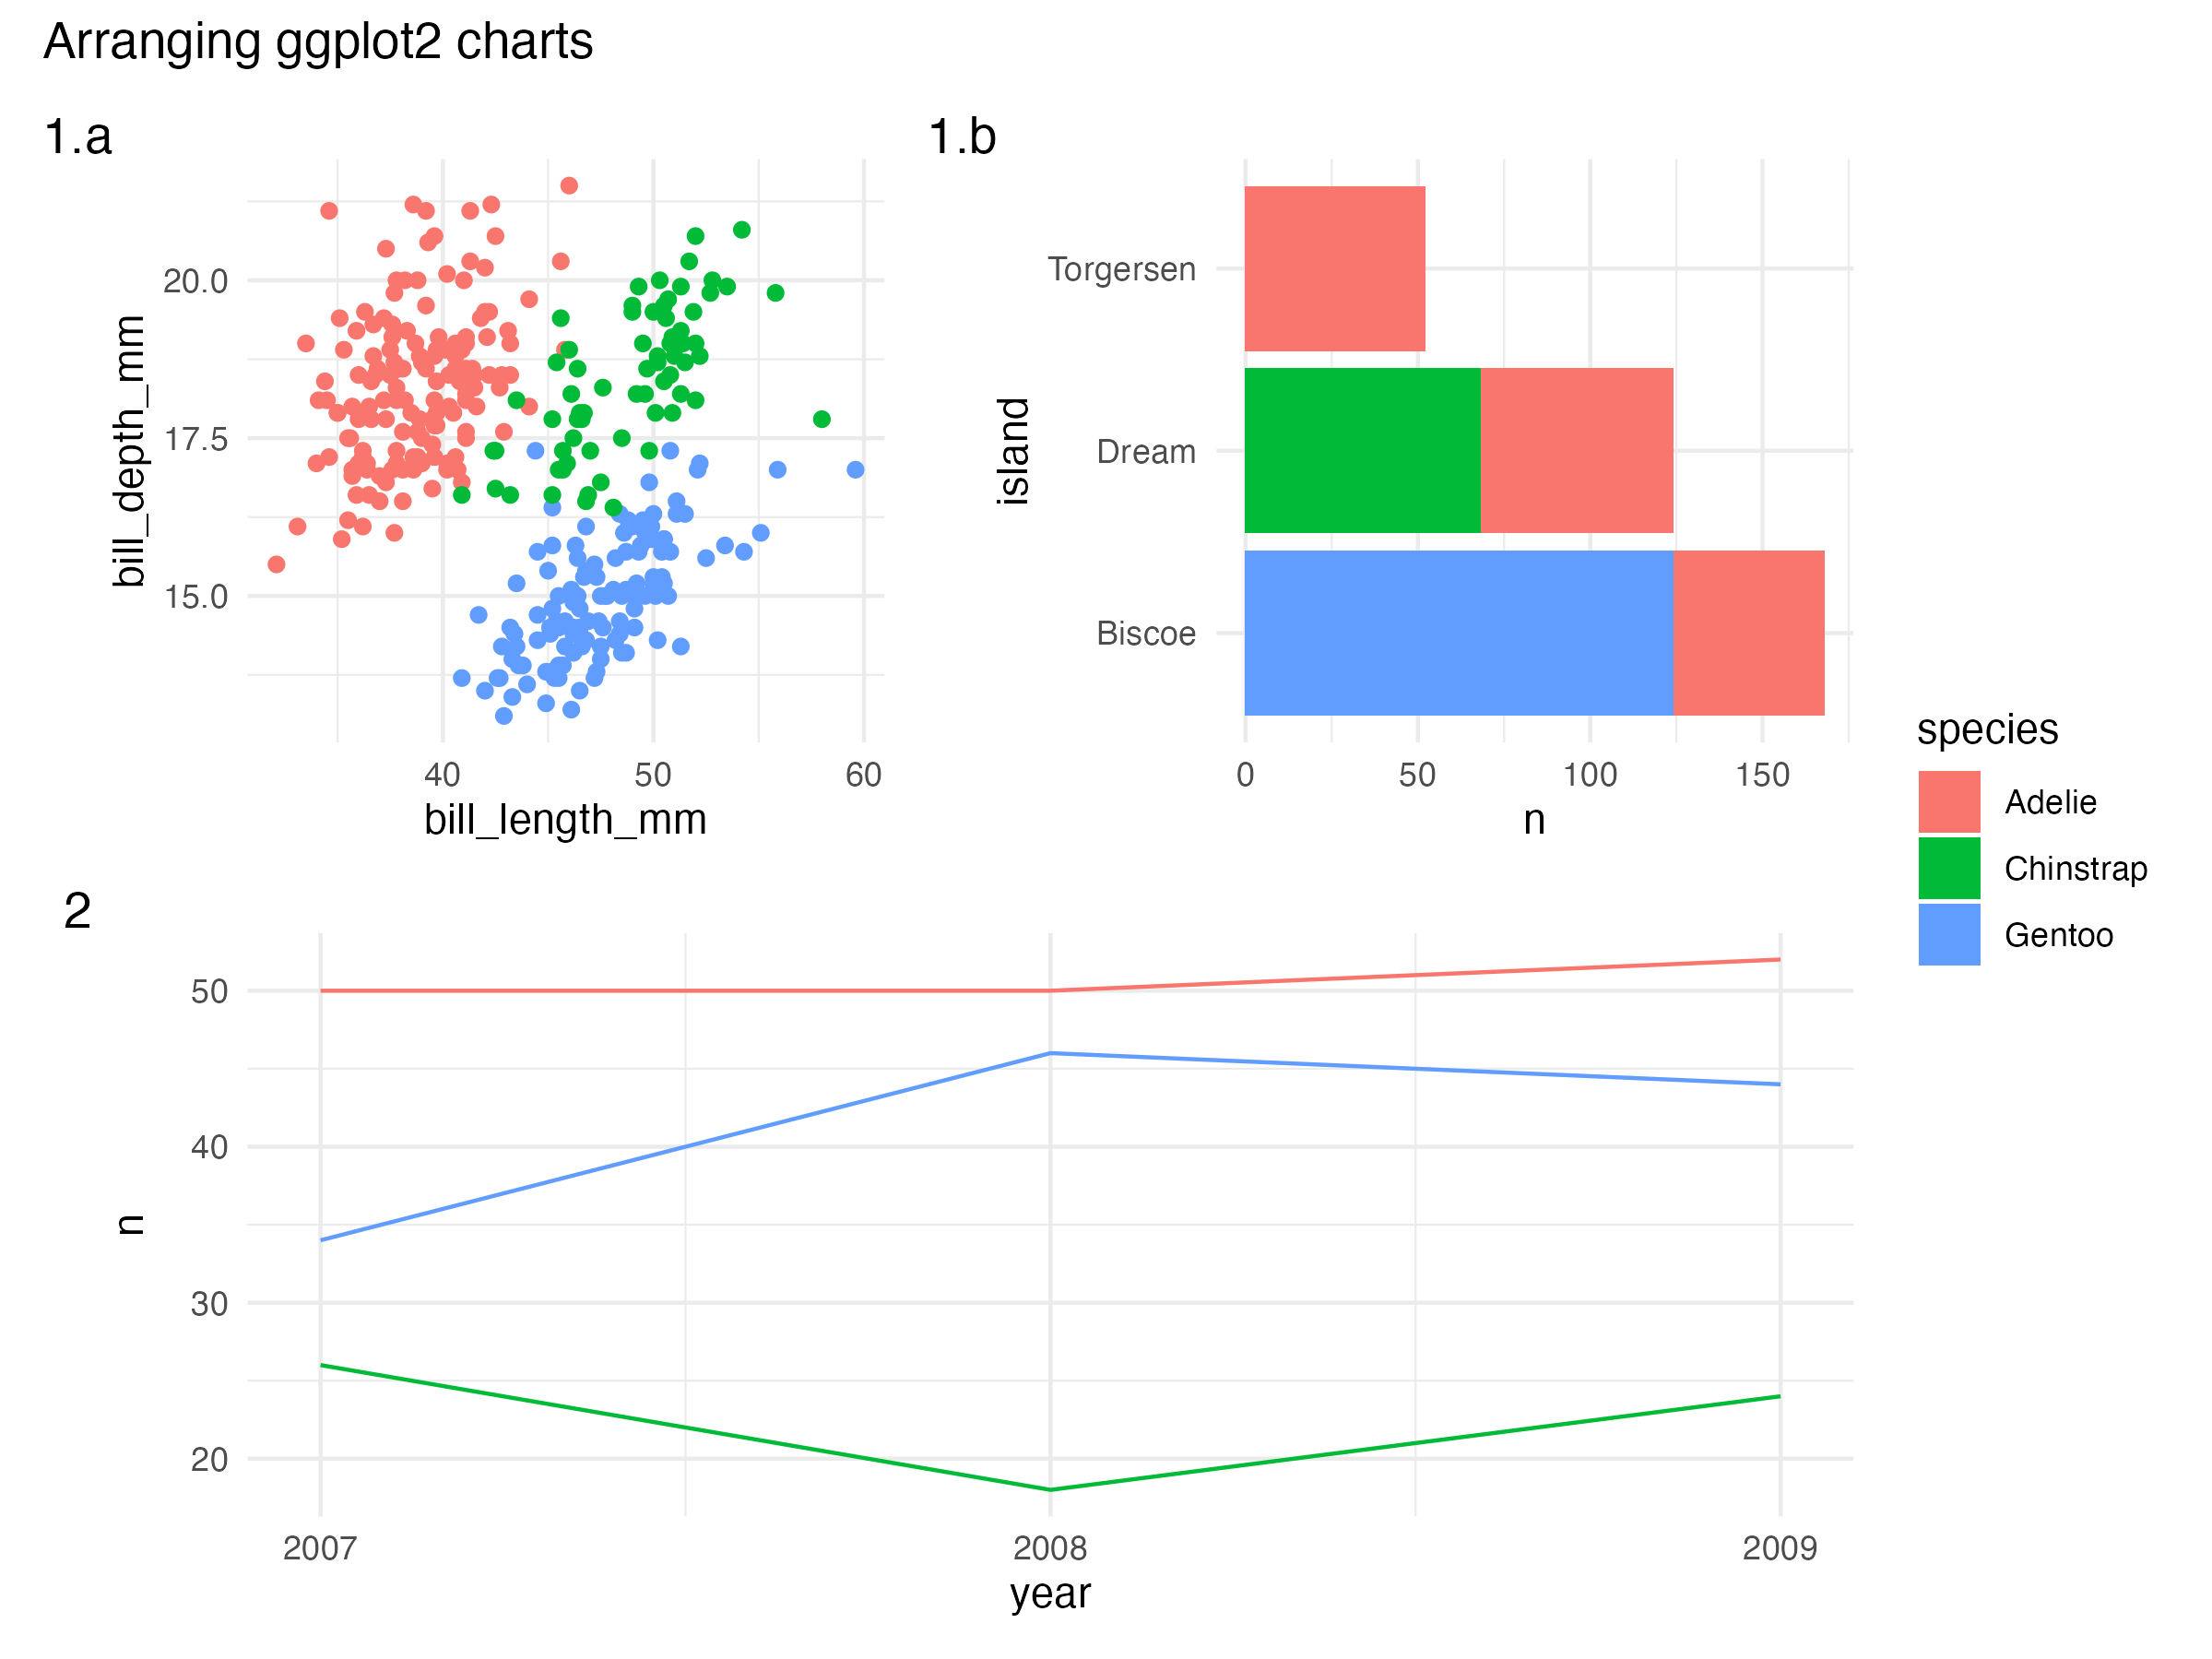 Arranging ggplot2 charts
1.a
20.0
17.5
15.0
bill_depth_mm
40 50 60
bill_length_mm
1.b
Torgersen
Dream
Biscoe
island
0 50 100 150
n
species
Adelie
Chinstrap
Gentoo
2
50
40
30
20
n
2007 2008 2009
year